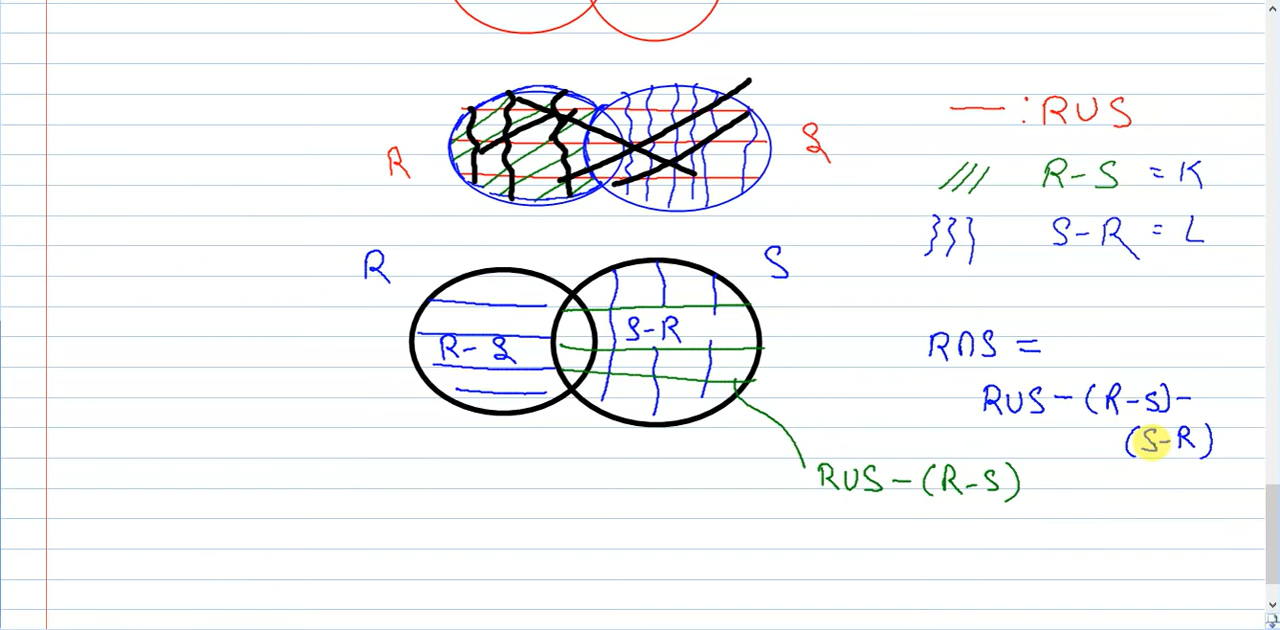 — : RUS
R
S
/// R-S = K
}}} S-R = L
R
S
R-S
S-R
R∩S =
RUS-(R-S)-
(S-R)
RUS-(R-S)